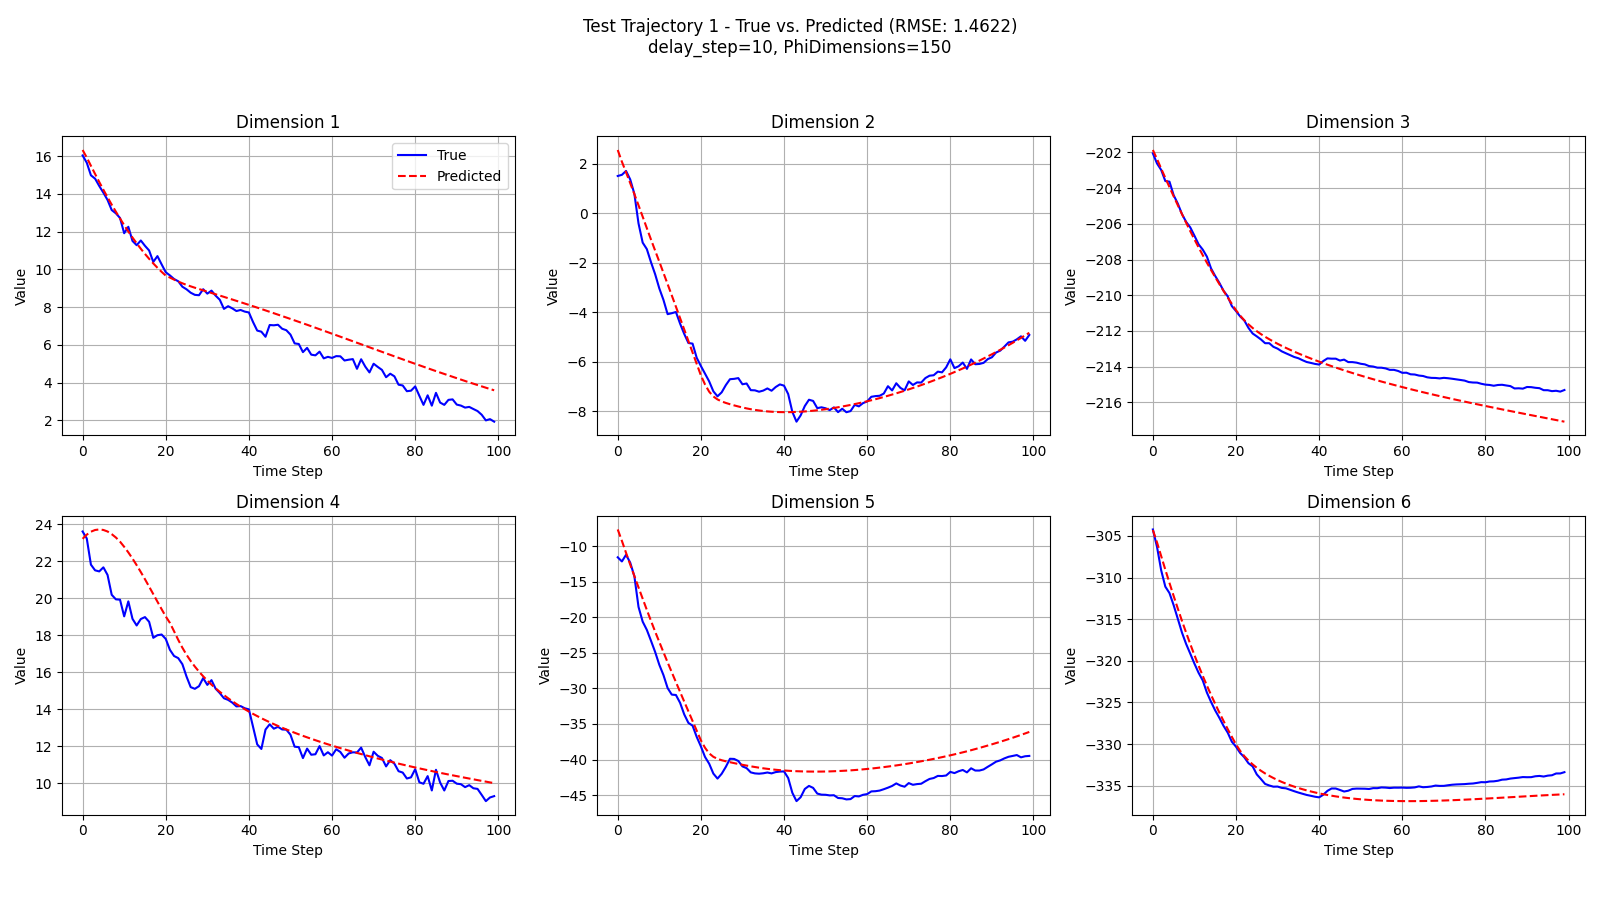 Test Trajectory 1 - True vs. Predicted (RMSE: 1.4622)
delay_step=10, PhiDimensions=150
Dimension 1
Value
16
14
12
10
8
6
4
2
0 20 40 60 80 100
Time Step
True
Predicted
Dimension 2
Value
2
0
−2
−4
−6
−8
0 20 40 60 80 100
Time Step
Dimension 3
Value
−202
−204
−206
−208
−210
−212
−214
−216
0 20 40 60 80 100
Time Step
Dimension 4
Value
24
22
20
18
16
14
12
10
0 20 40 60 80 100
Time Step
Dimension 5
Value
−10
−15
−20
−25
−30
−35
−40
−45
0 20 40 60 80 100
Time Step
Dimension 6
Value
−305
−310
−315
−320
−325
−330
−335
0 20 40 60 80 100
Time Step